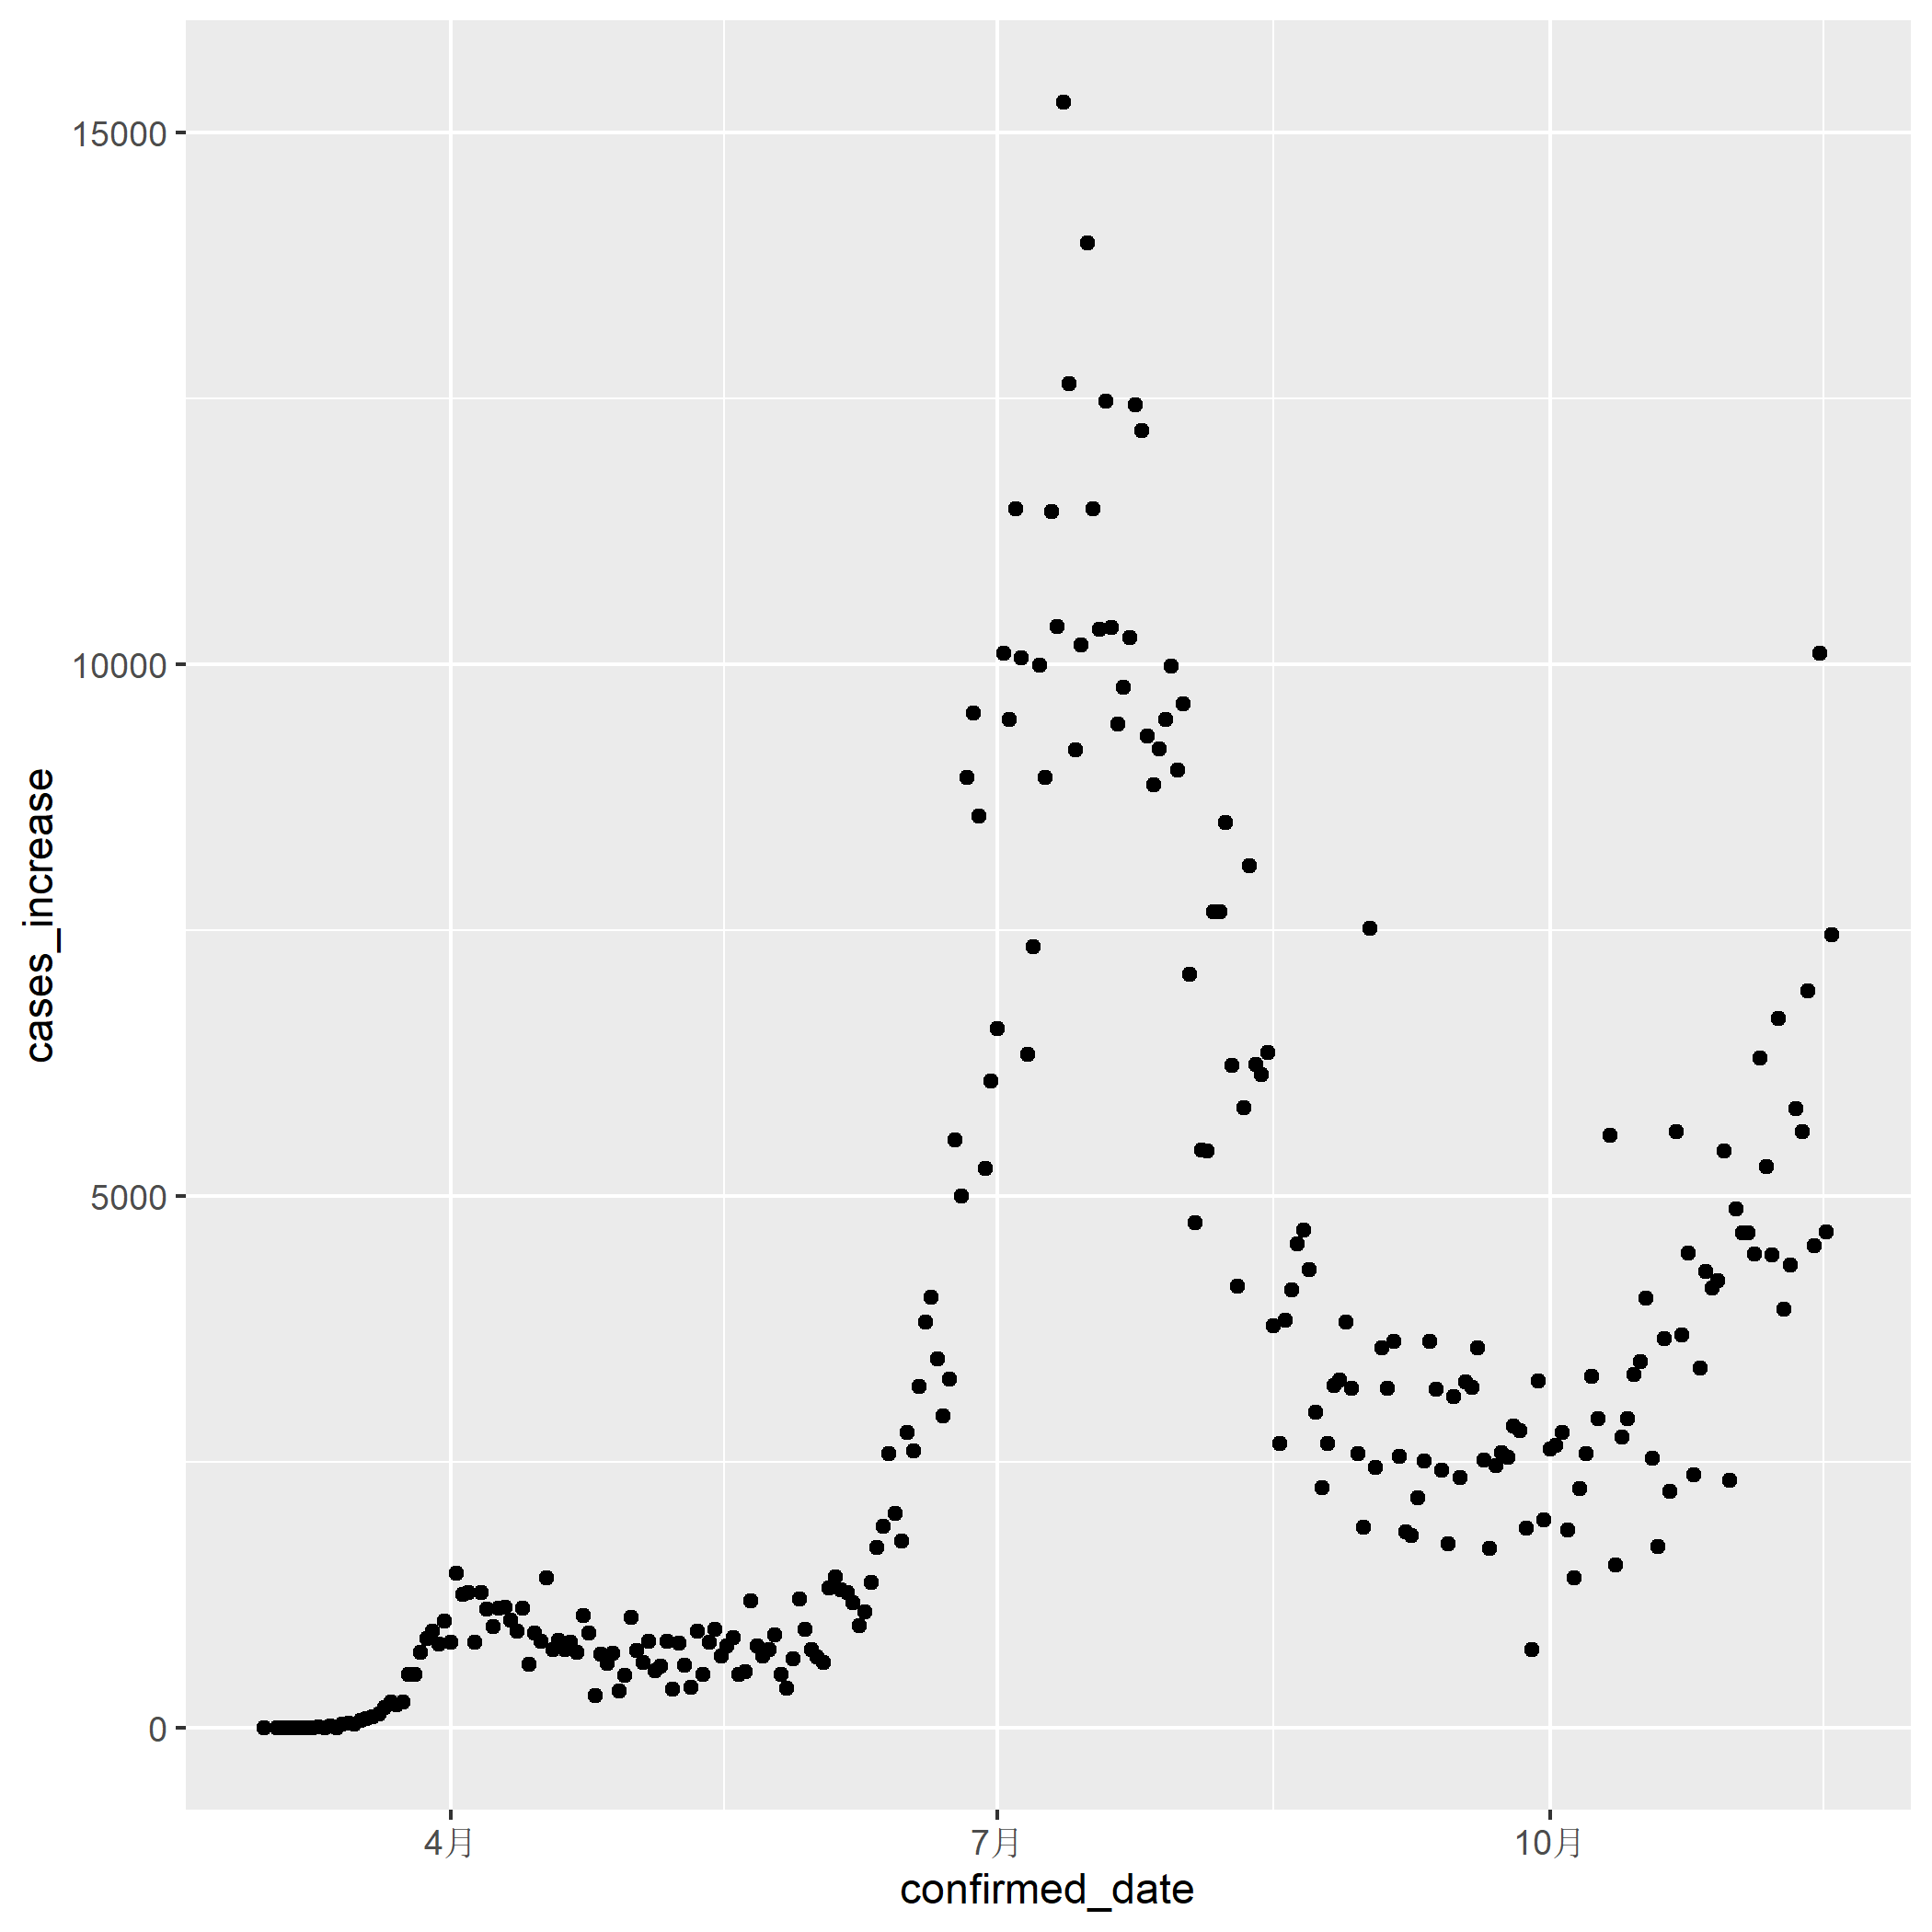 15000
10000
5000
0
cases_increase
4月
7月
10月
confirmed_date